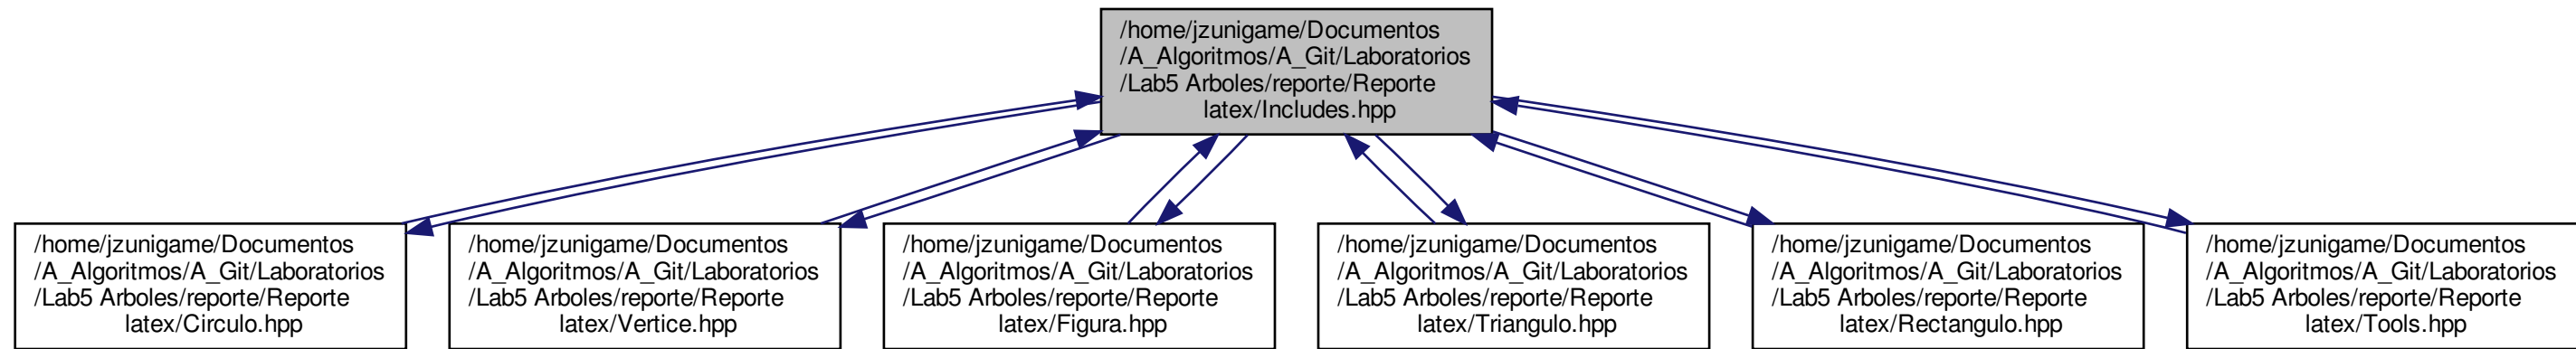 /home/jzunigame/Documentos
/A_Algoritmos/A_Git/Laboratorios
/Lab5 Arboles/reporte/Reporte
latex/Includes.hpp
/home/jzunigame/Documentos
/A_Algoritmos/A_Git/Laboratorios
/Lab5 Arboles/reporte/Reporte
latex/Circulo.hpp
/home/jzunigame/Documentos
/A_Algoritmos/A_Git/Laboratorios
/Lab5 Arboles/reporte/Reporte
latex/Vertice.hpp
/home/jzunigame/Documentos
/A_Algoritmos/A_Git/Laboratorios
/Lab5 Arboles/reporte/Reporte
latex/Figura.hpp
/home/jzunigame/Documentos
/A_Algoritmos/A_Git/Laboratorios
/Lab5 Arboles/reporte/Reporte
latex/Triangulo.hpp
/home/jzunigame/Documentos
/A_Algoritmos/A_Git/Laboratorios
/Lab5 Arboles/reporte/Reporte
latex/Rectangulo.hpp
/home/jzunigame/Documentos
/A_Algoritmos/A_Git/Laboratorios
/Lab5 Arboles/reporte/Reporte
latex/Tools.hpp